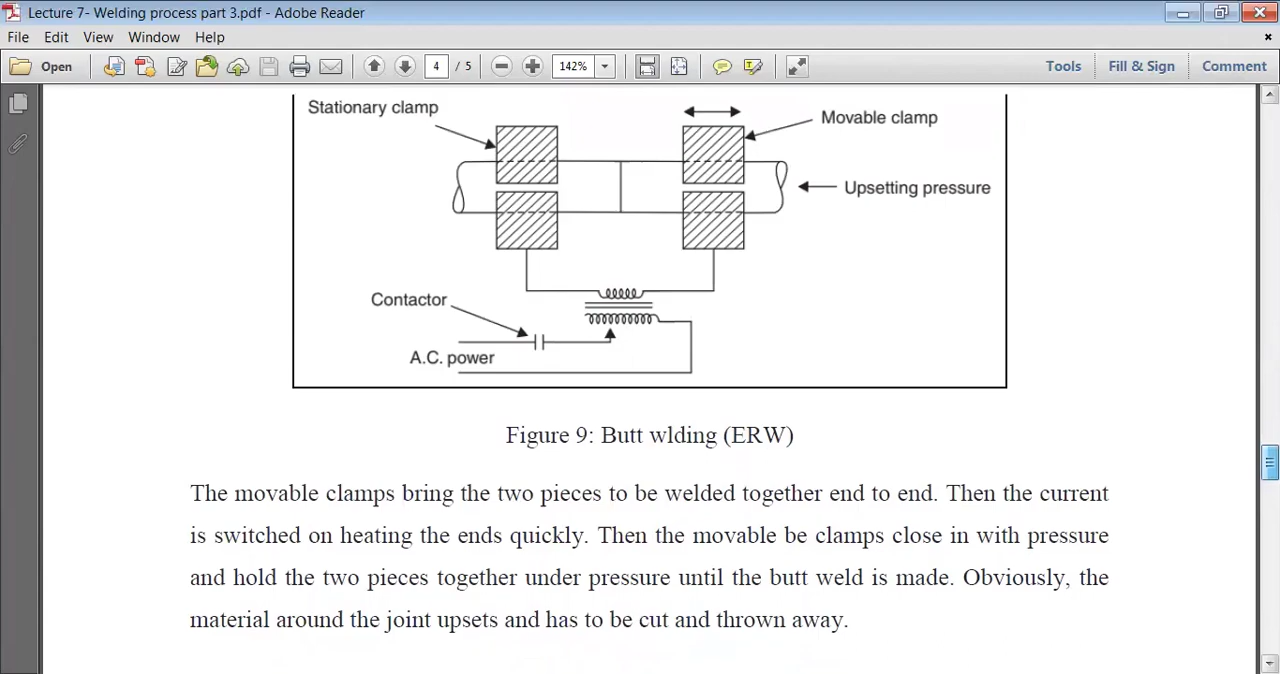 Lecture 7- Welding process part 3.pdf - Adobe Reader
File Edit View Window Help
Open 4 / 5 142% Tools Fill & Sign Comment
Stationary clamp
Movable clamp
Upsetting pressure
Contactor
A.C. power
Figure 9: Butt wlding (ERW)
The movable clamps bring the two pieces to be welded together end to end. Then the current
is switched on heating the ends quickly. Then the movable be clamps close in with pressure
and hold the two pieces together under pressure until the butt weld is made. Obviously, the
material around the joint upsets and has to be cut and thrown away.